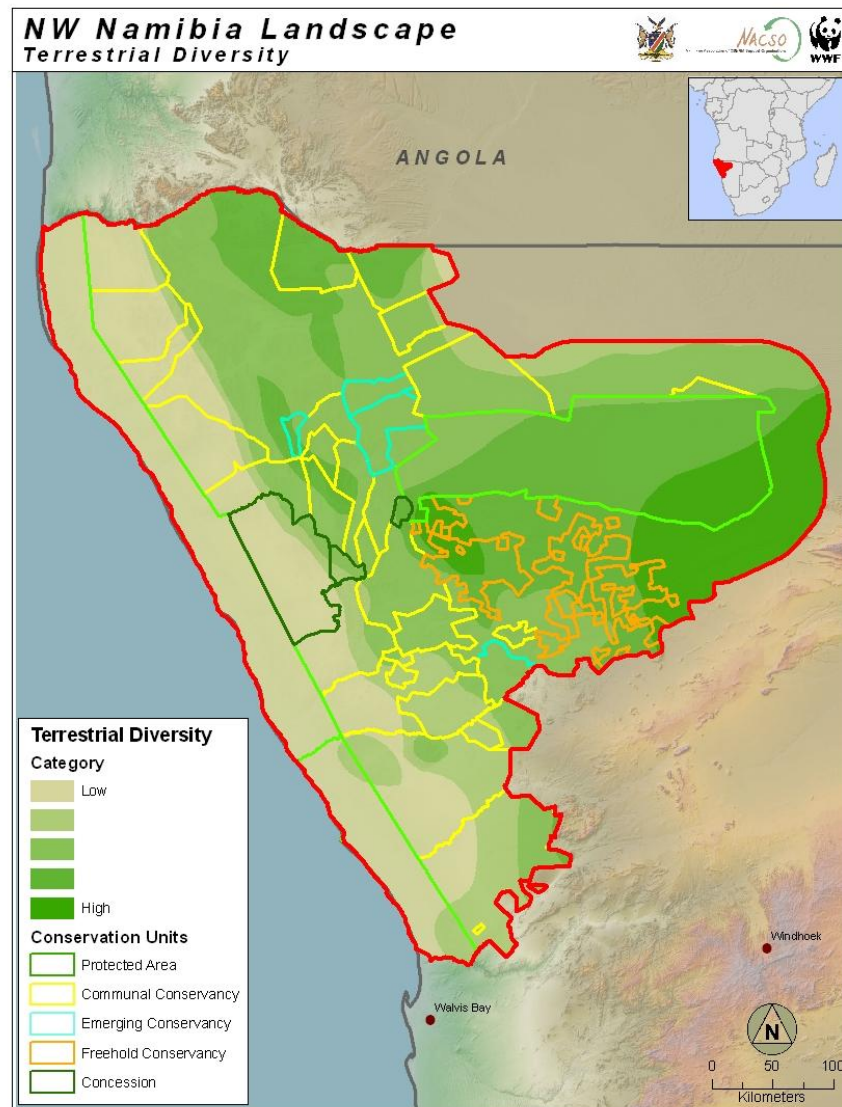 NW Namibia Landscape
Terrestrial Diversity
NACSO
WWF
ANGOLA
Terrestrial Diversity
Category
Low
High
Conservation Units
Protected Area
Communal Conservancy
Emerging Conservancy
Freehold Conservancy
Concession
Windhoek
Walvis Bay
N
0 50 100
Kilometers